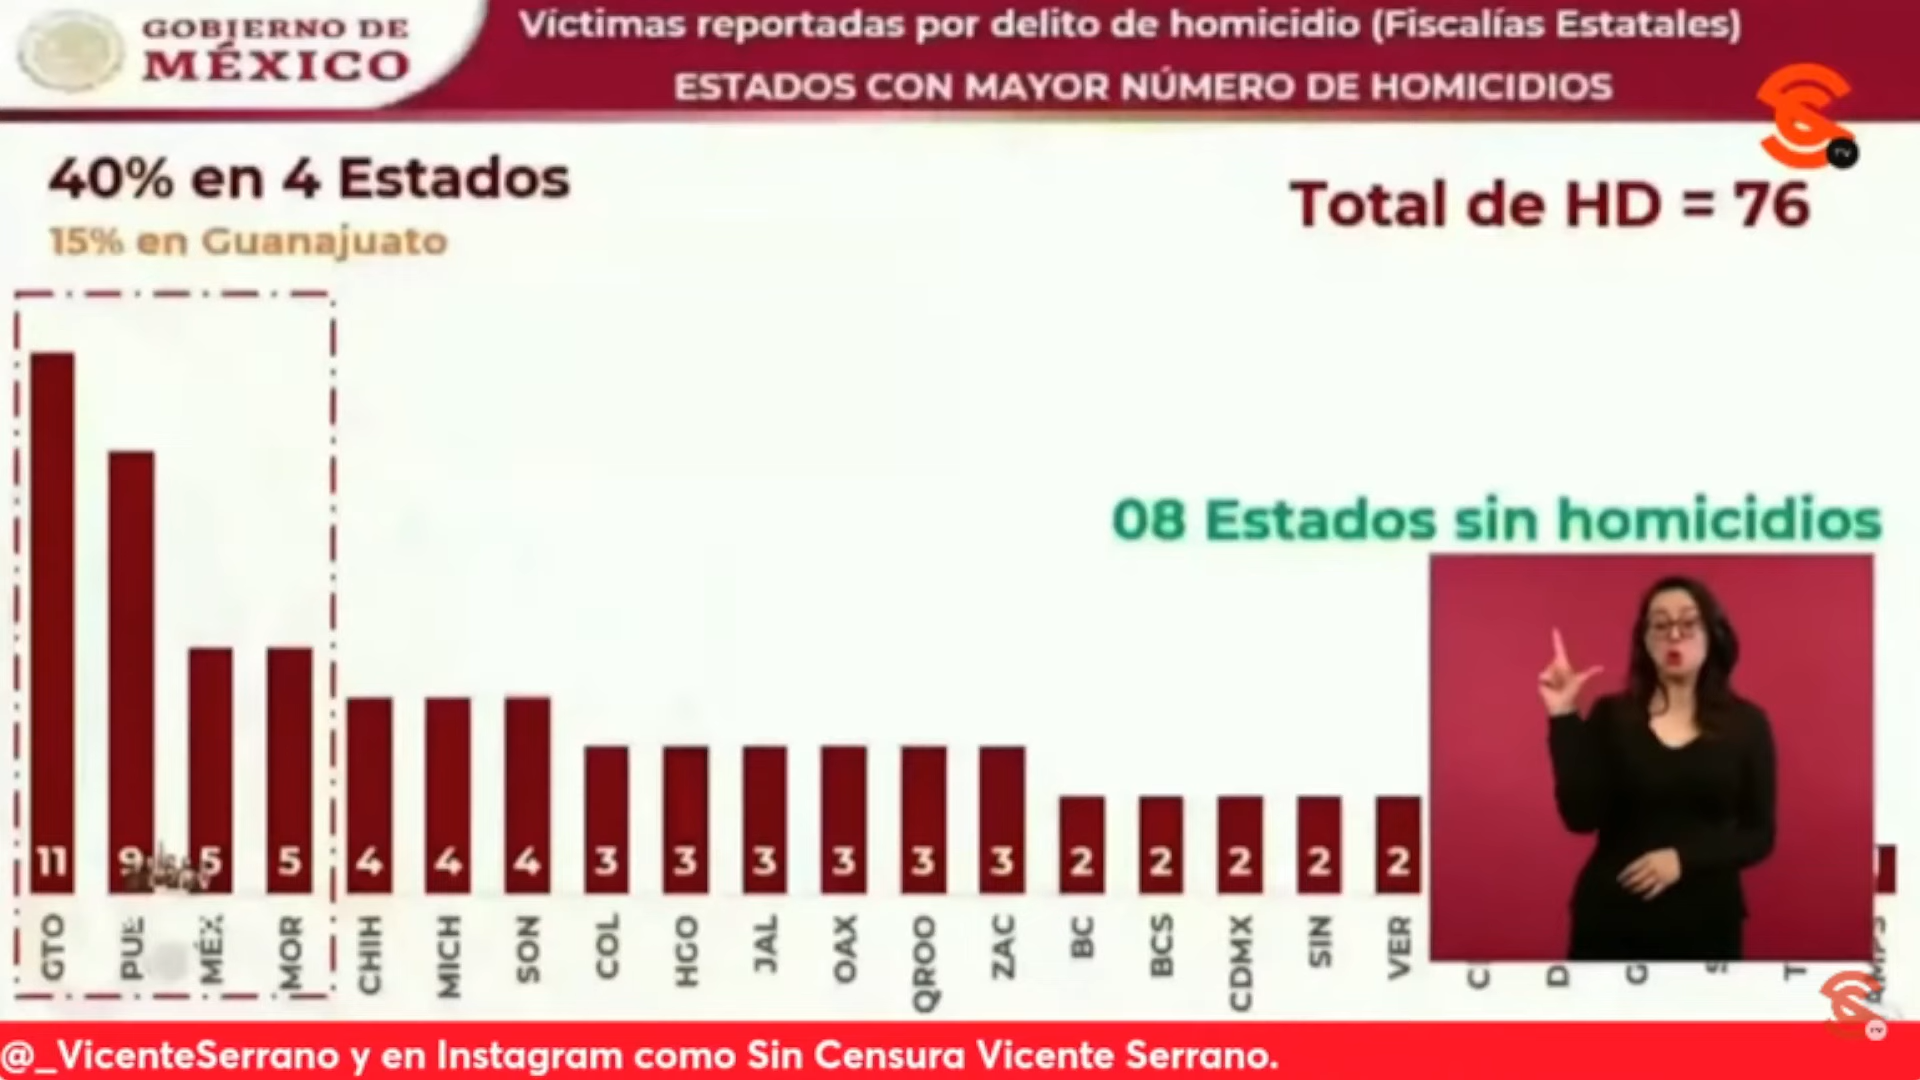 GOBIERNO DE
MÉXICO
Víctimas reportadas por delito de homicidio (Fiscalías Estatales)
ESTADOS CON MAYOR NÚMERO DE HOMICIDIOS
40% en 4 Estados
15% en Guanajuato
Total de HD = 76
08 Estados sin homicidios
11 9 5 5 4 4 4 3 3 3 3 3 3 2 2 2 2 2
GTO PUE MÉX MOR CHIH MICH SON COL HGO JAL OAX QROO ZAC BC BCS CDMX SIN VER
@_VicenteSerrano y en Instagram como Sin Censura Vicente Serrano.